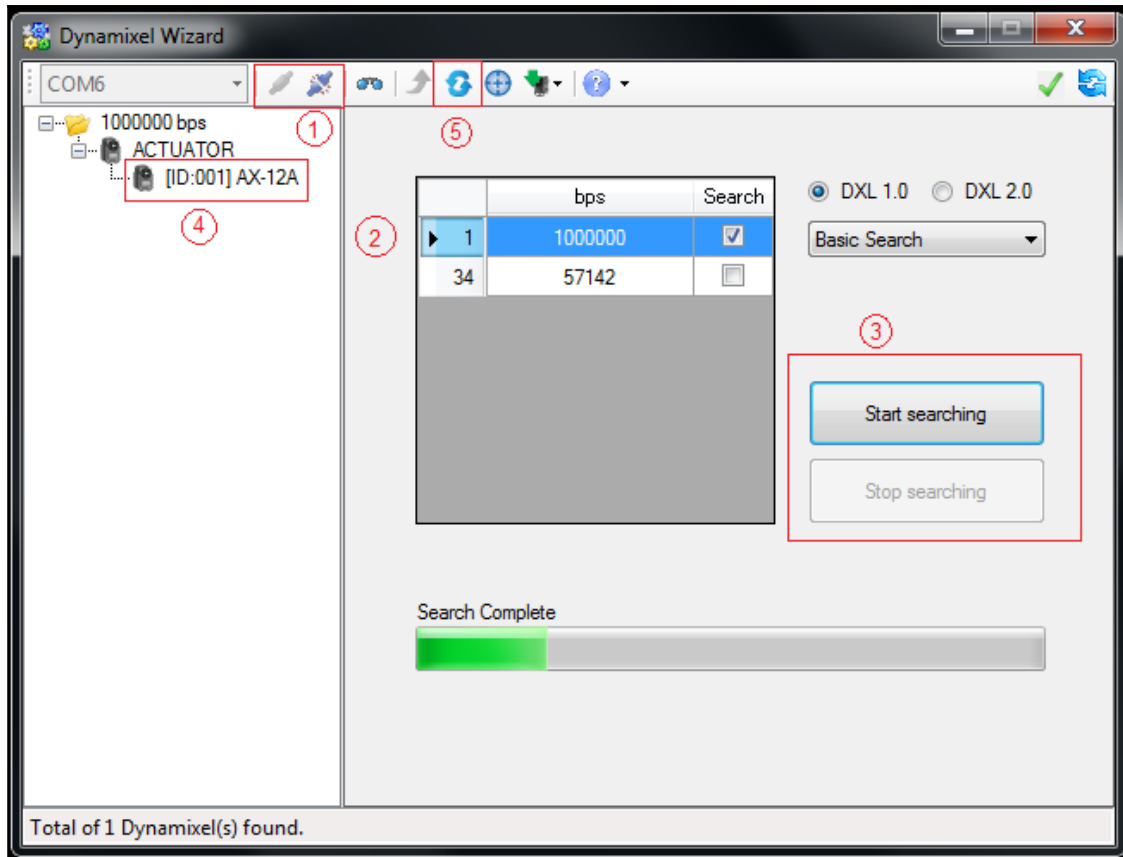 Dynamixel Wizard
COM6
1
5
1000000 bps
ACTUATOR
[ID:001] AX-12A
4
bps Search
2
1 1000000
34 57142
DXL 1.0 DXL 2.0
Basic Search
3
Start searching
Stop searching
Search Complete
Total of 1 Dynamixel(s) found.